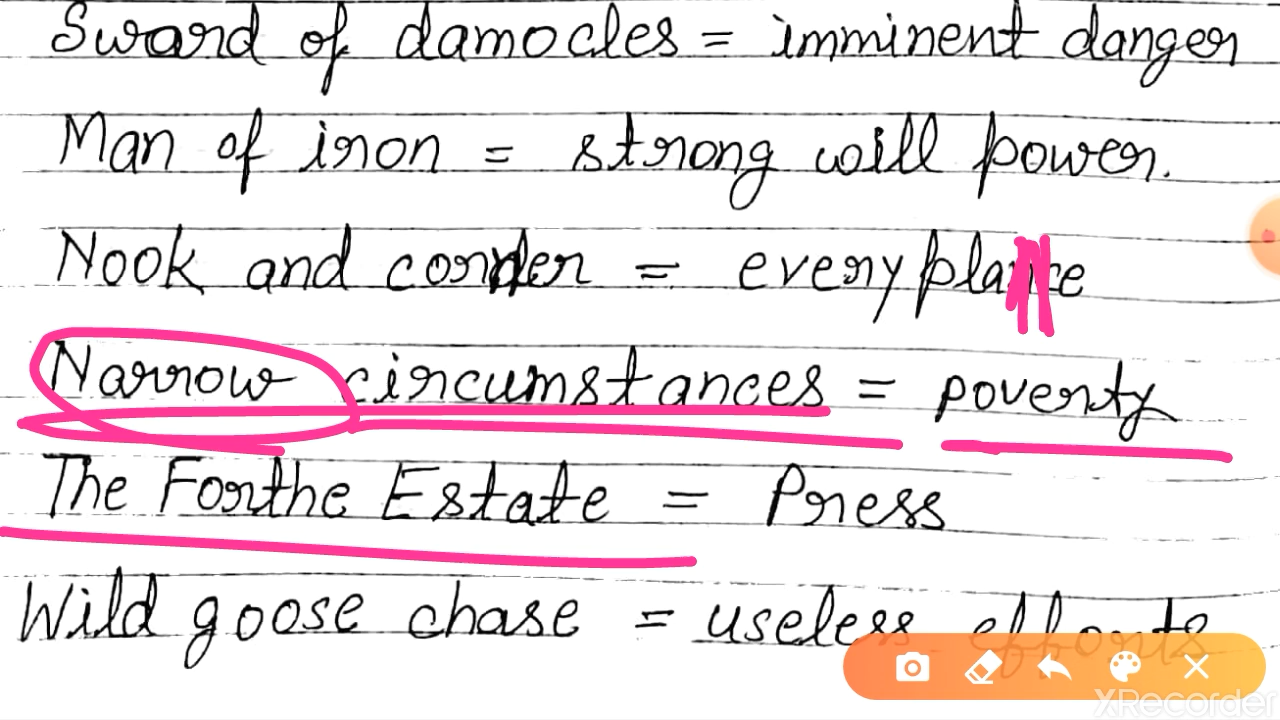 Sward of damocles = imminent danger
Man of iron = strong will power.
Nook and corner = every place
Narrow circumstances = poverty
The Forthe Estate = Press
Wild goose chase = useless efforts
XRecorder